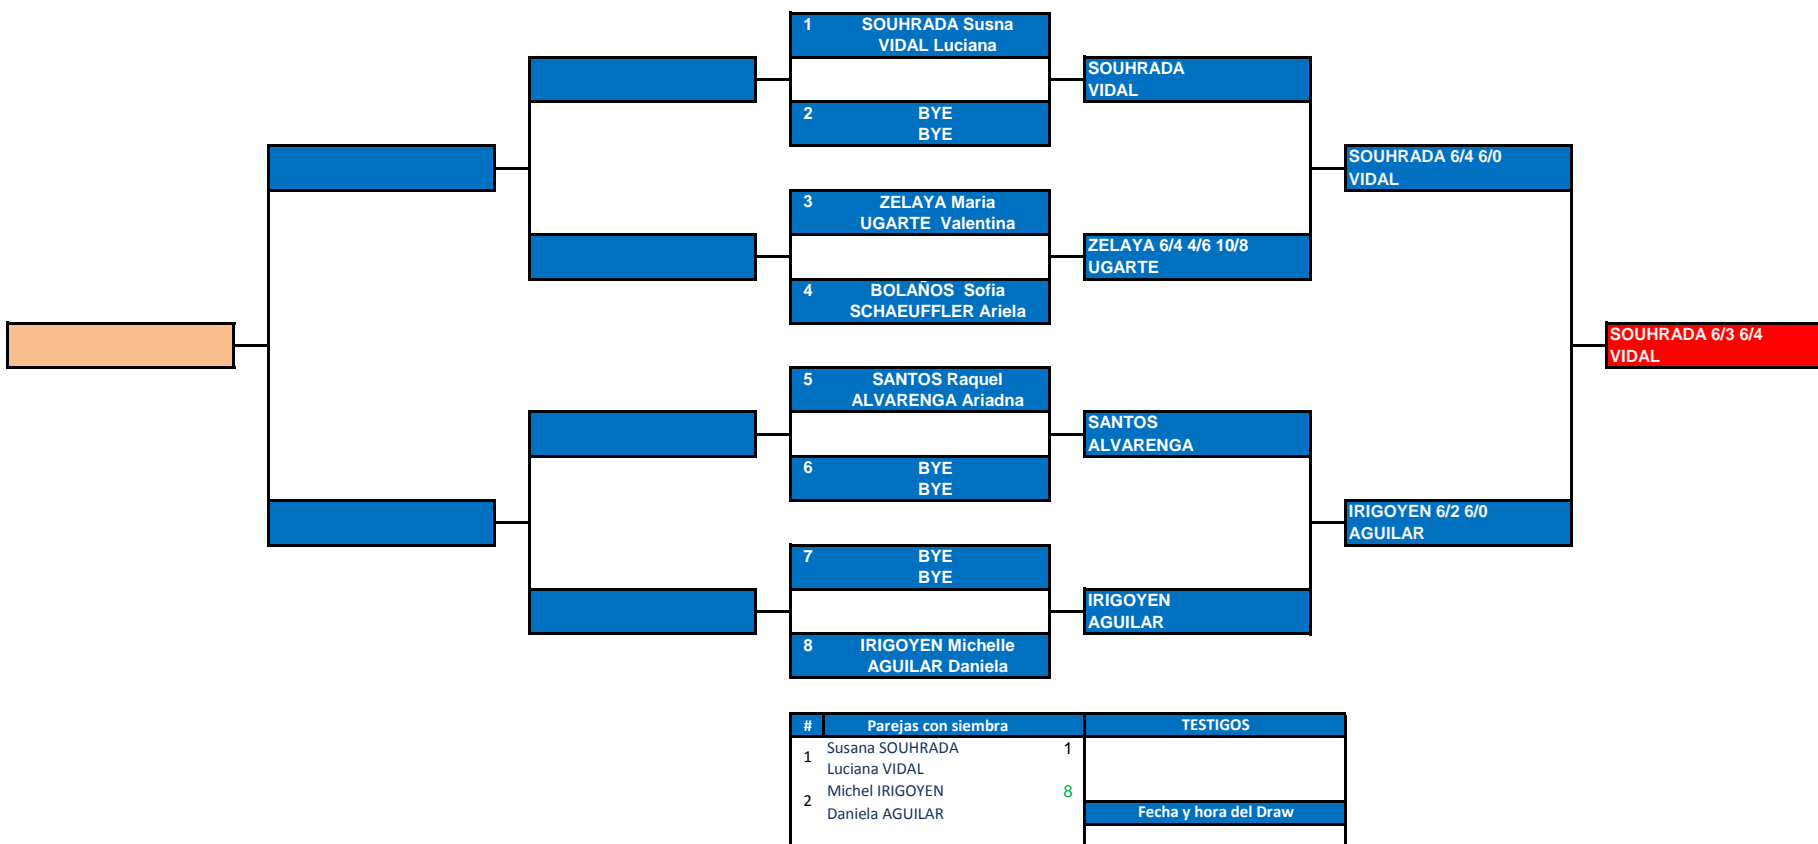 1 SOUHRADA Susna
VIDAL Luciana
2 BYE
BYE
3 ZELAYA Maria
UGARTE Valentina
4 BOLAÑOS Sofia
SCHAEUFFLER Ariela
5 SANTOS Raquel
ALVARENGA Ariadna
6 BYE
BYE
7 BYE
BYE
8 IRIGOYEN Michelle
AGUILAR Daniela
SOUHRADA
VIDAL
ZELAYA 6/4 4/6 10/8
UGARTE
SANTOS
ALVARENGA
IRIGOYEN
AGUILAR
SOUHRADA 6/4 6/0
VIDAL
IRIGOYEN 6/2 6/0
AGUILAR
SOUHRADA 6/3 6/4
VIDAL
# Parejas con siembra TESTIGOS
1 Susana SOUHRADA 1
Luciana VIDAL
2 Michel IRIGOYEN 8
Daniela AGUILAR
Fecha y hora del Draw